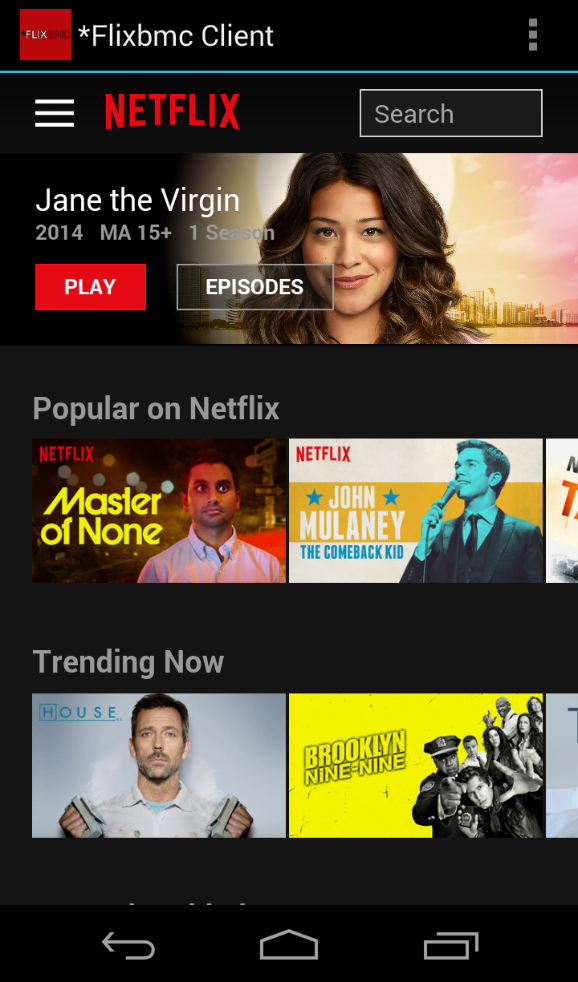 *FLIXBMC
*Flixbmc Client
NETFLIX
Search
Jane the Virgin
2014 MA 15+ 1 Season
PLAY
EPISODES
Popular on Netflix
NETFLIX
Master
of None
NETFLIX
JOHN
MULANEY
THE COMEBACK KID
Trending Now
HOUSE
BROOKLYN
NINE-NINE